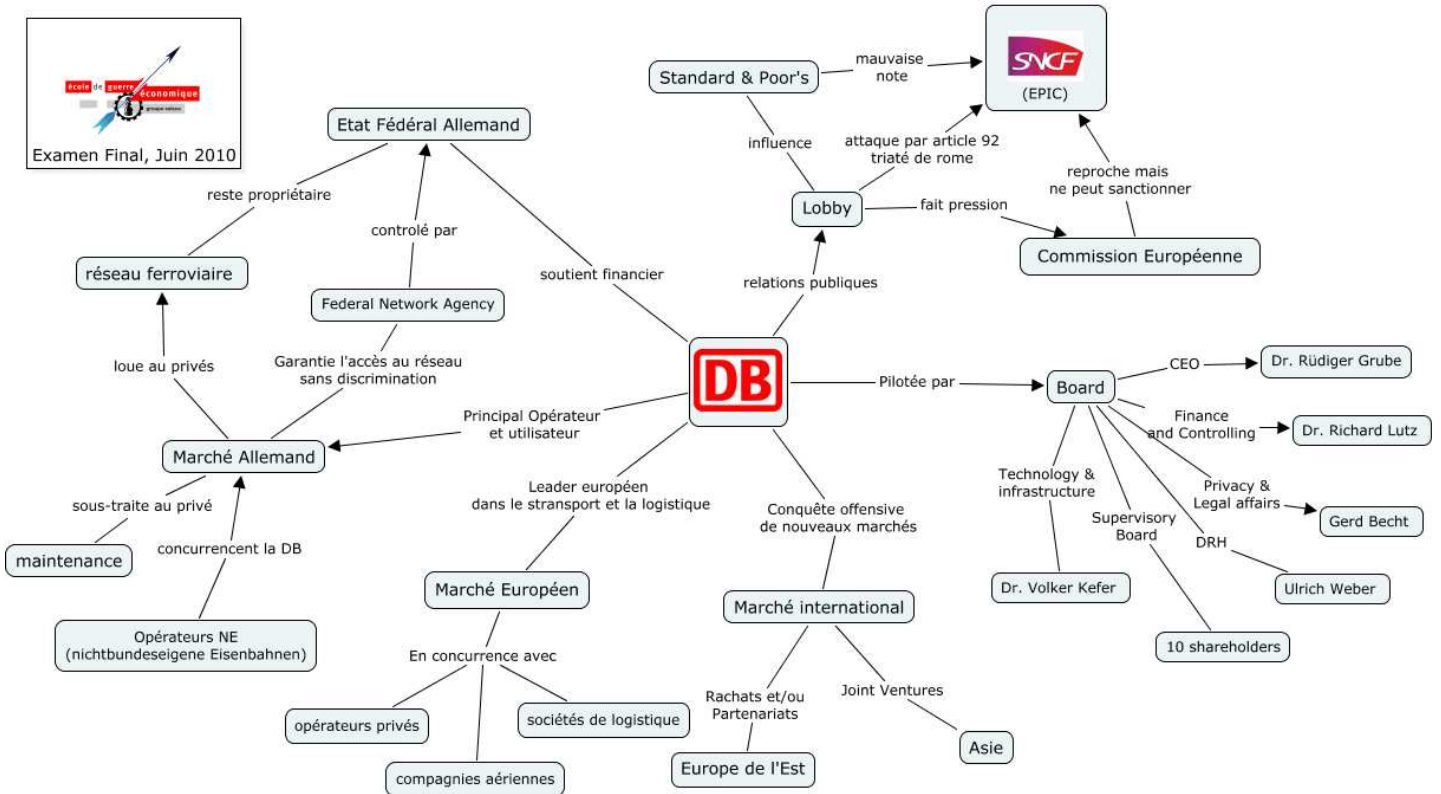 école de guerre
économique
groupe eslsca
Examen Final, Juin 2010
Etat Fédéral Allemand
reste propriétaire
réseau ferroviaire
controlé par
Federal Network Agency
soutient financier
loue au privés
Garantie l'accès au réseau
sans discrimination
Standard & Poor's
mauvaise
note
SNCF
(EPIC)
influence
attaque par article 92
triaté de rome
reproche mais
ne peut sanctionner
Lobby
fait pression
Commission Européenne
relations publiques
DB
Pilotée par
Board
CEO
Dr. Rüdiger Grube
Finance
and Controlling
Dr. Richard Lutz
Privacy &
Legal affairs
Gerd Becht
DRH
Ulrich Weber
Supervisory
Board
10 shareholders
Technology &
infrastructure
Dr. Volker Kefer
Principal Opérateur
et utilisateur
Marché Allemand
sous-traite au privé
maintenance
concurrencent la DB
Opérateurs NE
(nichtbundeseigene Eisenbahnen)
Leader européen
dans le stransport et la logistique
Marché Européen
En concurrence avec
opérateurs privés
compagnies aériennes
sociétés de logistique
Conquête offensive
de nouveaux marchés
Marché international
Rachats et/ou
Partenariats
Europe de l'Est
Joint Ventures
Asie